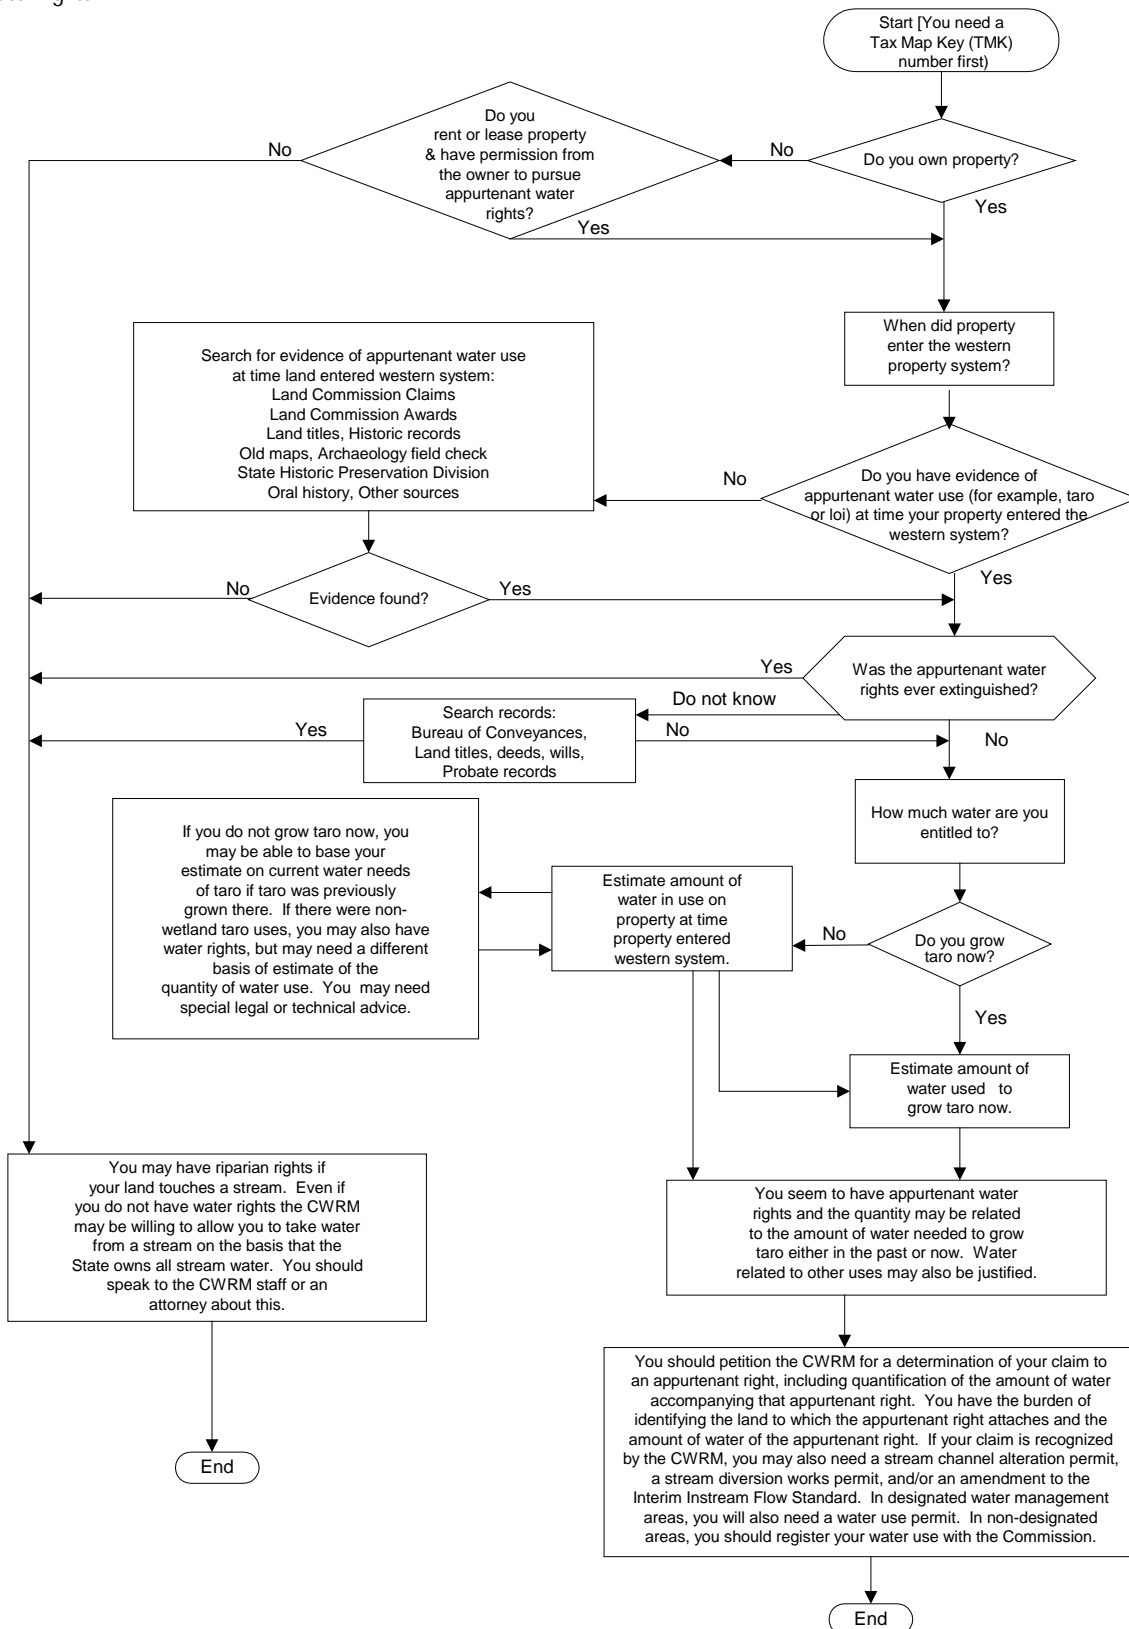 Start [You need a
Tax Map Key (TMK)
number first)
Do you own property?
No
Yes
Do you
rent or lease property
& have permission from
the owner to pursue
appurtenant water
rights?
No
Yes
When did property
enter the western
property system?
Do you have evidence of
appurtenant water use (for example, taro
or loi) at time your property entered the
western system?
No
Yes
Search for evidence of appurtenant water use
at time land entered western system:
Land Commission Claims
Land Commission Awards
Land titles, Historic records
Old maps, Archaeology field check
State Historic Preservation Division
Oral history, Other sources
Evidence found?
No
Yes
Was the appurtenant water
rights ever extinguished?
Yes
Do not know
No
Search records:
Bureau of Conveyances,
Land titles, deeds, wills,
Probate records
Yes
No
How much water are you
entitled to?
Do you grow
taro now?
No
Yes
Estimate amount of
water in use on
property at time
property entered
western system.
If you do not grow taro now, you
may be able to base your
estimate on current water needs
of taro if taro was previously
grown there. If there were non-
wetland taro uses, you may also have
water rights, but may need a different
basis of estimate of the
quantity of water use. You may need
special legal or technical advice.
Estimate amount of
water used to
grow taro now.
You may have riparian rights if
your land touches a stream. Even if
you do not have water rights the CWRM
may be willing to allow you to take water
from a stream on the basis that the
State owns all stream water. You should
speak to the CWRM staff or an
attorney about this.
End
You seem to have appurtenant water
rights and the quantity may be related
to the amount of water needed to grow
taro either in the past or now. Water
related to other uses may also be justified.
You should petition the CWRM for a determination of your claim to
an appurtenant right, including quantification of the amount of water
accompanying that appurtenant right. You have the burden of
identifying the land to which the appurtenant right attaches and the
amount of water of the appurtenant right. If your claim is recognized
by the CWRM, you may also need a stream channel alteration permit,
a stream diversion works permit, and/or an amendment to the
Interim Instream Flow Standard. In designated water management
areas, you will also need a water use permit. In non-designated
areas, you should register your water use with the Commission.
End